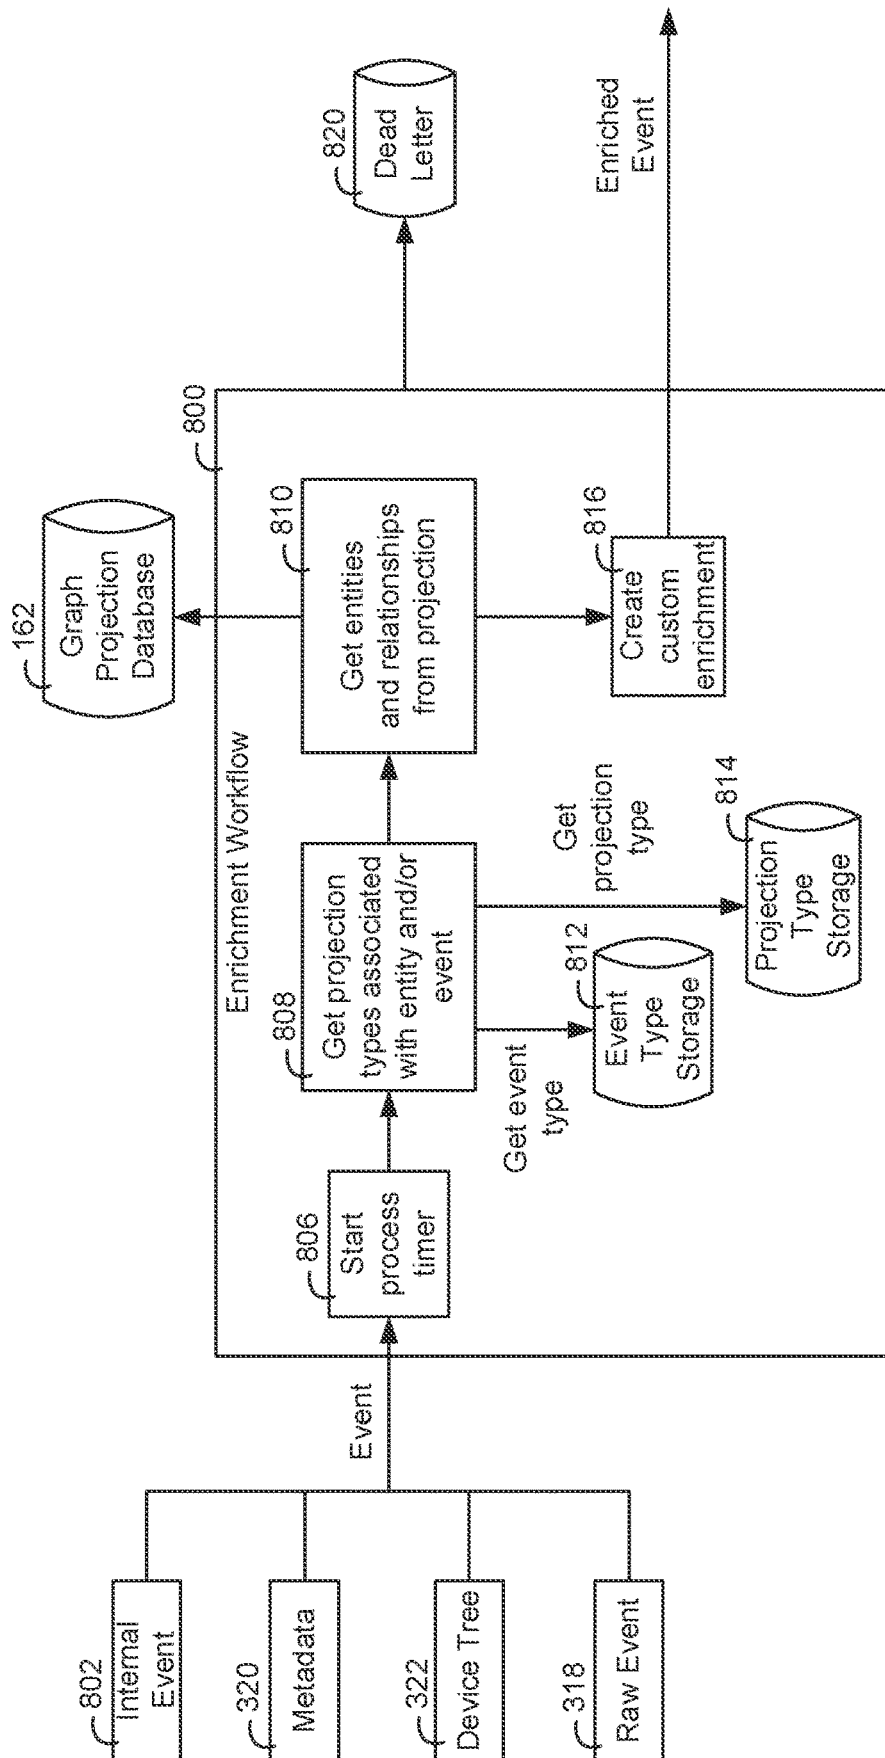 802
Internal
Event
320
Metadata
322
Device Tree
318
Raw Event
Event
800
Enrichment Workflow
806
Start
process
timer
808
Get projection
types associated
with entity and/or
event
Get event
type
812
Event
Type
Storage
Get
projection
type
814
Projection
Type
Storage
810
Get entities
and relationships
from projection
162
Graph
Projection
Database
816
Create
custom
enrichment
820
Dead
Letter
Enriched
Event